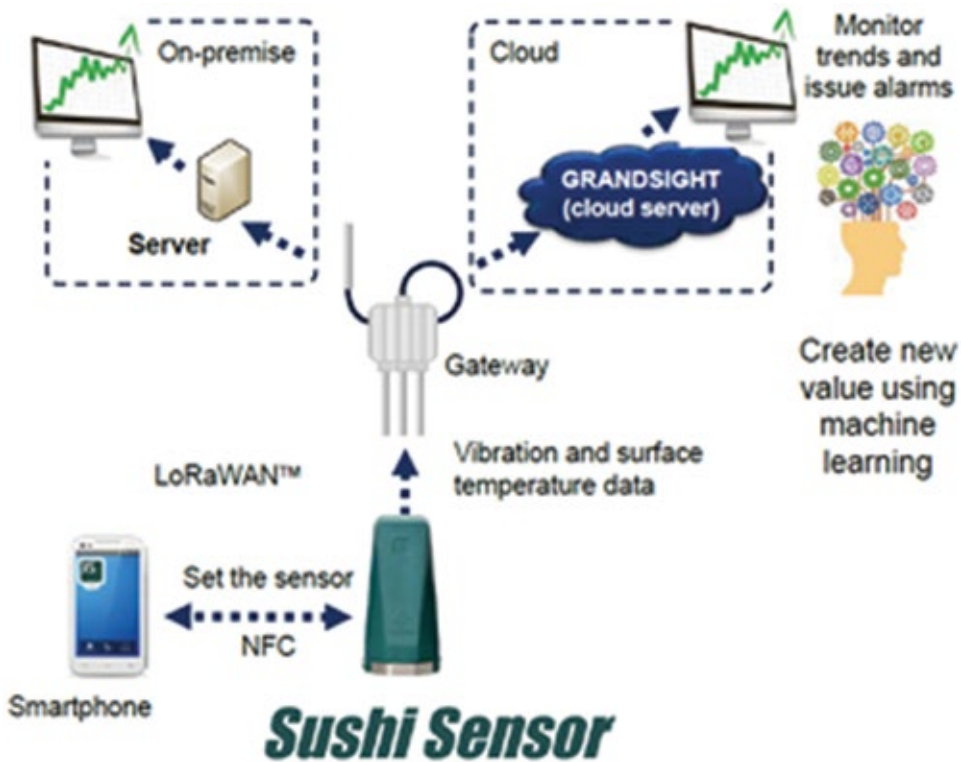 On-premise
Server
Cloud
GRANDSIGHT
(cloud server)
Monitor
trends and
issue alarms
Create new
value using
machine
learning
Gateway
Vibration and surface
temperature data
LoRaWAN™
Set the sensor
NFC
Smartphone
Sushi Sensor